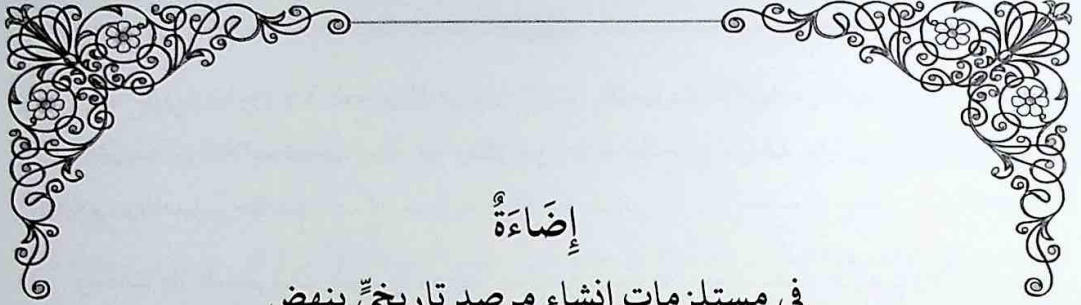 إِضَاءَةٌ
في مستلزمات إنشاء مرصد تاريخيٍّ ينهض